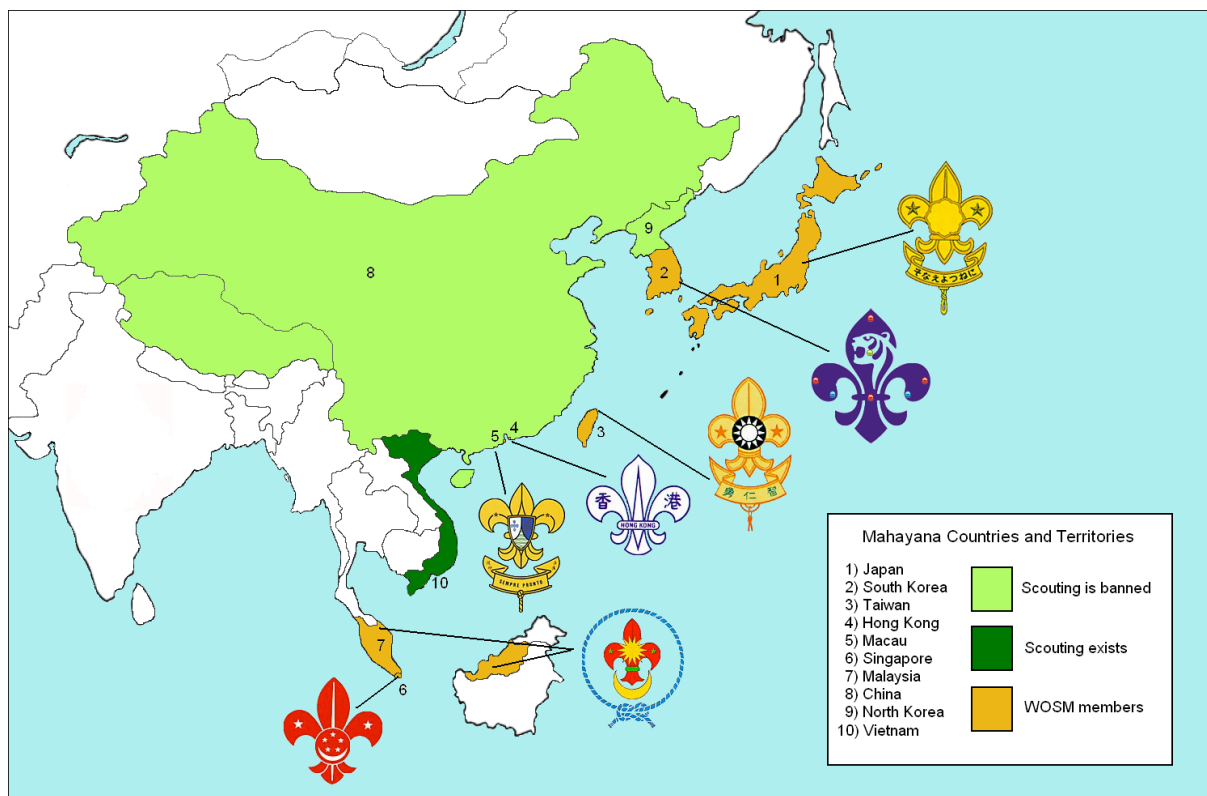 9
8
2
1
そなえよつねに
5
4
3
勇仁智
香 港
HONG KONG
SEMPRE PRONTO
10
7
6
Mahayana Countries and Territories
1) Japan
2) South Korea
3) Taiwan
4) Hong Kong
5) Macau
6) Singapore
7) Malaysia
8) China
9) North Korea
10) Vietnam
Scouting is banned
Scouting exists
WOSM members